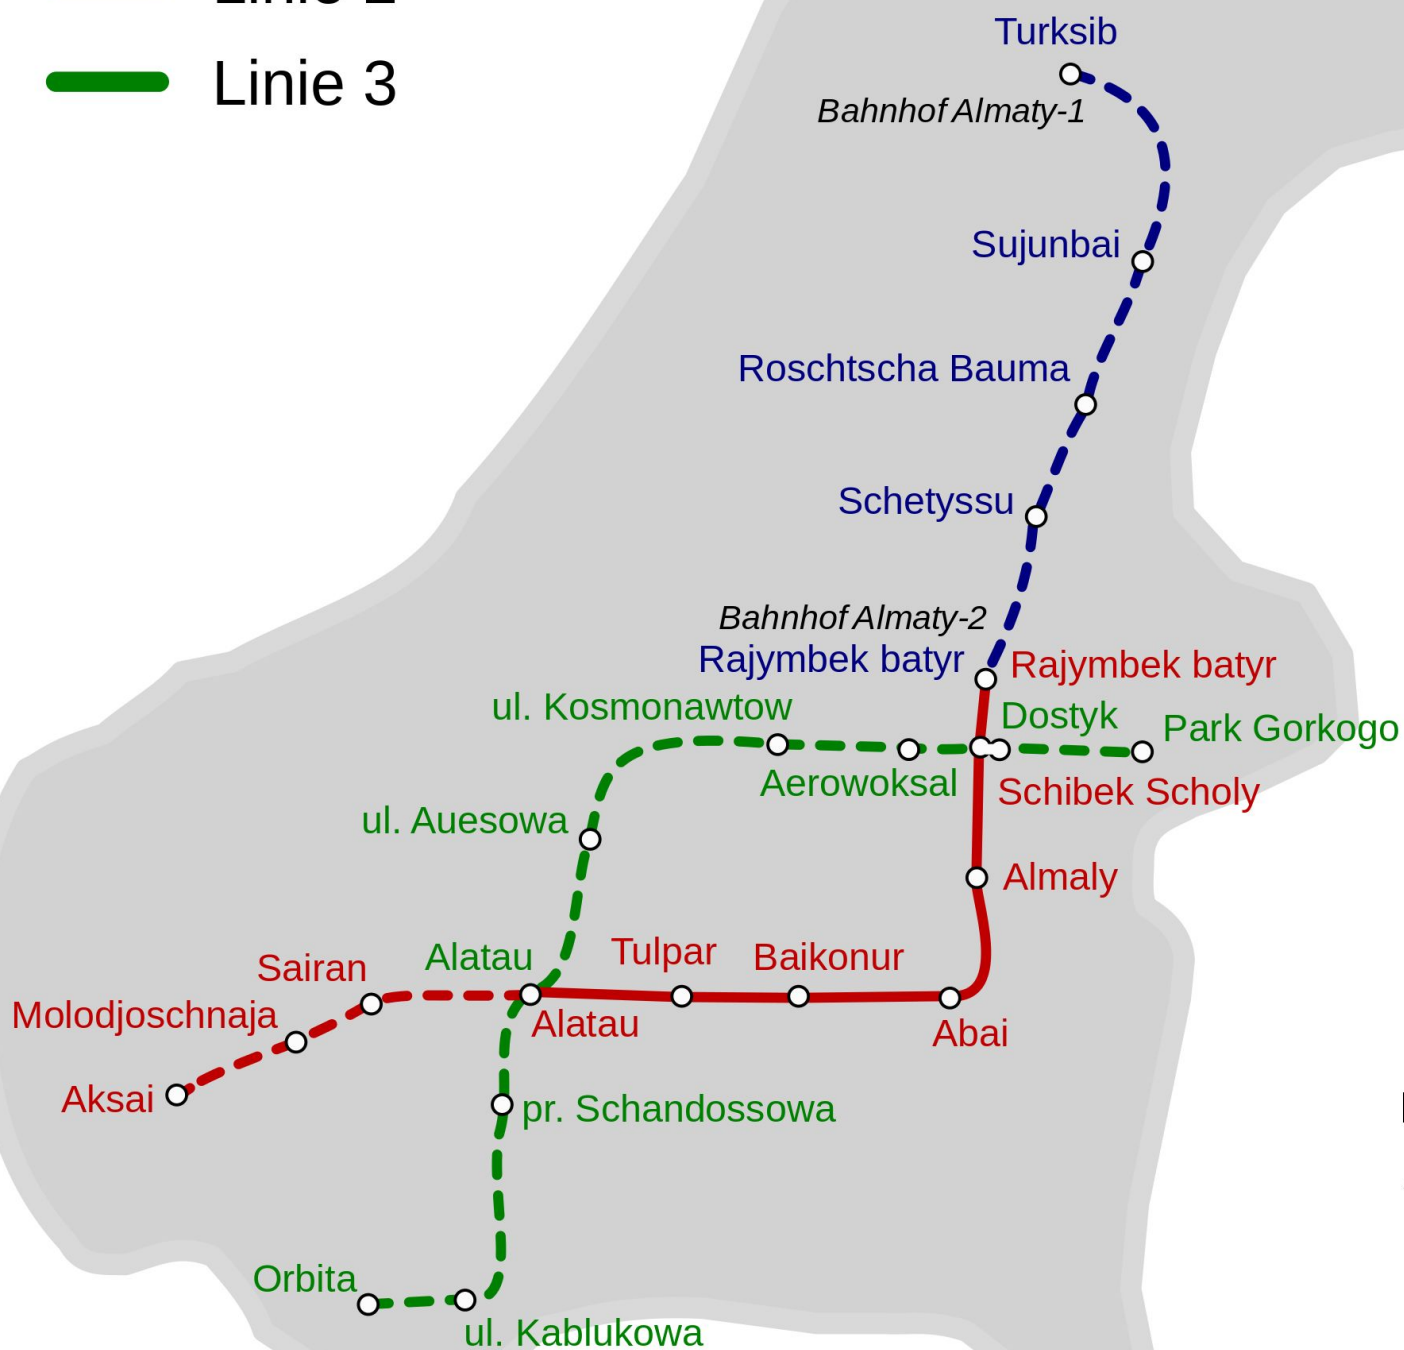 Linie 3
Turksib
Bahnhof Almaty-1
Sujunbai
Roschtscha Bauma
Schetyssu
Bahnhof Almaty-2
Rajymbek batyr
Rajymbek batyr
ul. Kosmonawtow
Dostyk
Park Gorkogo
Aerowoksal
Schibek Scholy
ul. Auesowa
Almaly
Sairan
Alatau
Tulpar
Baikonur
Molodjoschnaja
Alatau
Abai
Aksai
pr. Schandossowa
Orbita
ul. Kablukowa